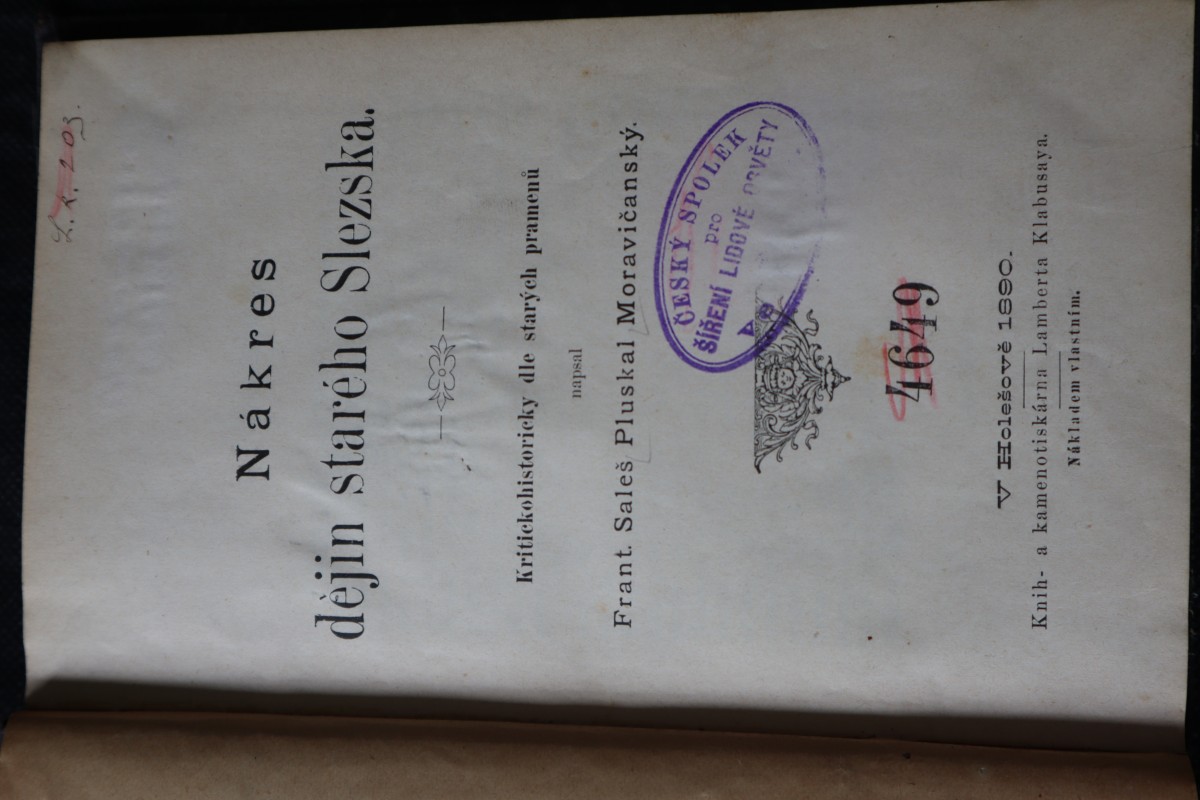 L. R. 203.
Nákres
dějin starého Slezska.
Kritickohistoricky dle starých pramenů
napsal
Frant. Saleš Pluskal Moravičanský.
ČESKÝ SPOLEK
pro
ŠÍŘENÍ LIDOVÉ OSVĚTY
4649
V Holešově 1890.
Knih- a kamenotiskárna Lamberta Klabusaya.
Nákladem vlastním.